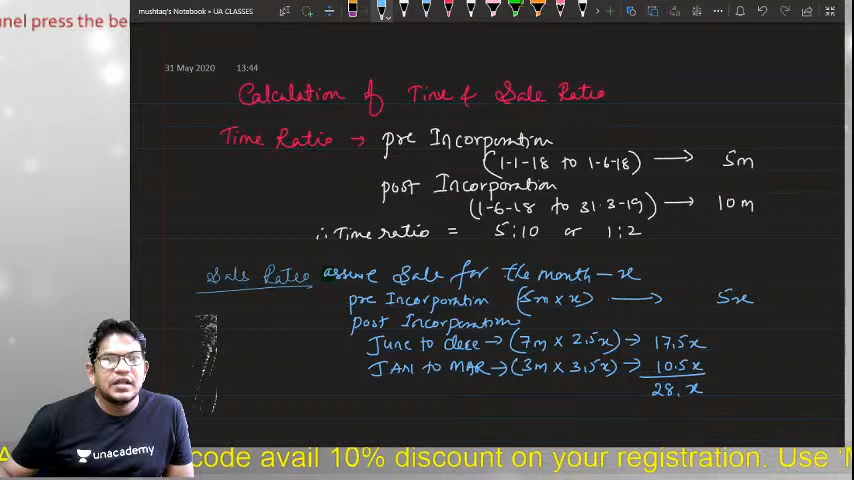 nnel press the be
mushtaq's Notebook » UA CLASSES
31 May 2020 13:44
Calculation of Time & Sale Ratio
Time Ratio → pre Incorporation
(1-1-18 to 1-6-18) → 5m
post Incorporation
(1-6-18 to 31.3-19) → 10m
∴ Time ratio = 5:10 or 1:2
Sals Ratio assume Sale for the month - x
pre Incorporation (5m × x) → 5x
post Incorporation
June to dece → (7m × 2.5x) → 17.5x
JAN to MAR → (3m × 3.5x) → 10.5x
28.x
unacademy
code avail 10% discount on your registration. Use 'M